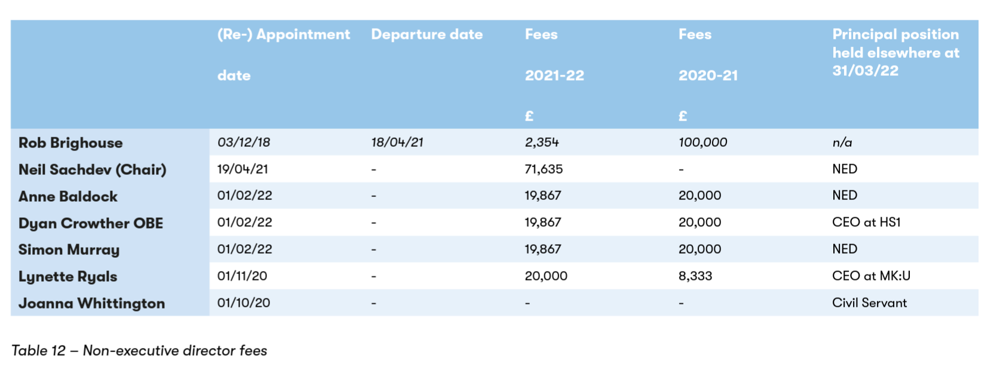 (Re-) Appointment Departure date Fees Fees Principal position
held elsewhere at
date 2021-22 2020-21 31/03/22
£ £
Rob Brighouse 03/12/18 18/04/21 2,354 100,000 n/a
Neil Sachdev (Chair) 19/04/21 - 71,635 - NED
Anne Baldock 01/02/22 - 19,867 20,000 NED
Dyan Crowther OBE 01/02/22 - 19,867 20,000 CEO at HS1
Simon Murray 01/02/22 - 19,867 20,000 NED
Lynette Ryals 01/11/20 - 20,000 8,333 CEO at MK:U
Joanna Whittington 01/10/20 - - - Civil Servant
Table 12 – Non-executive director fees